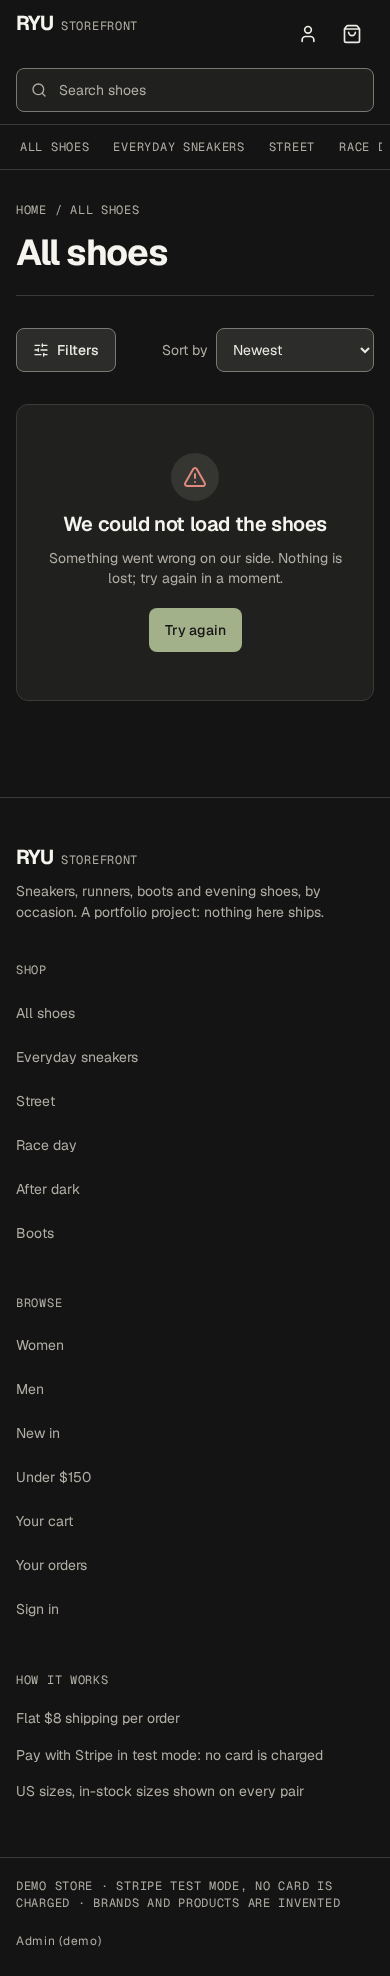 RYU STOREFRONT
Search shoes
ALL SHOES EVERYDAY SNEAKERS STREET RACE
HOME / ALL SHOES
All shoes
Filters Sort by Newest
We could not load the shoes
Something went wrong on our side. Nothing is
lost; try again in a moment.
Try again
RYU STOREFRONT
Sneakers, runners, boots and evening shoes, by
occasion. A portfolio project: nothing here ships.
SHOP
All shoes
Everyday sneakers
Street
Race day
After dark
Boots
BROWSE
Women
Men
New in
Under $150
Your cart
Your orders
Sign in
HOW IT WORKS
Flat $8 shipping per order
Pay with Stripe in test mode: no card is charged
US sizes, in-stock sizes shown on every pair
DEMO STORE · STRIPE TEST MODE, NO CARD IS
CHARGED · BRANDS AND PRODUCTS ARE INVENTED
Admin (demo)